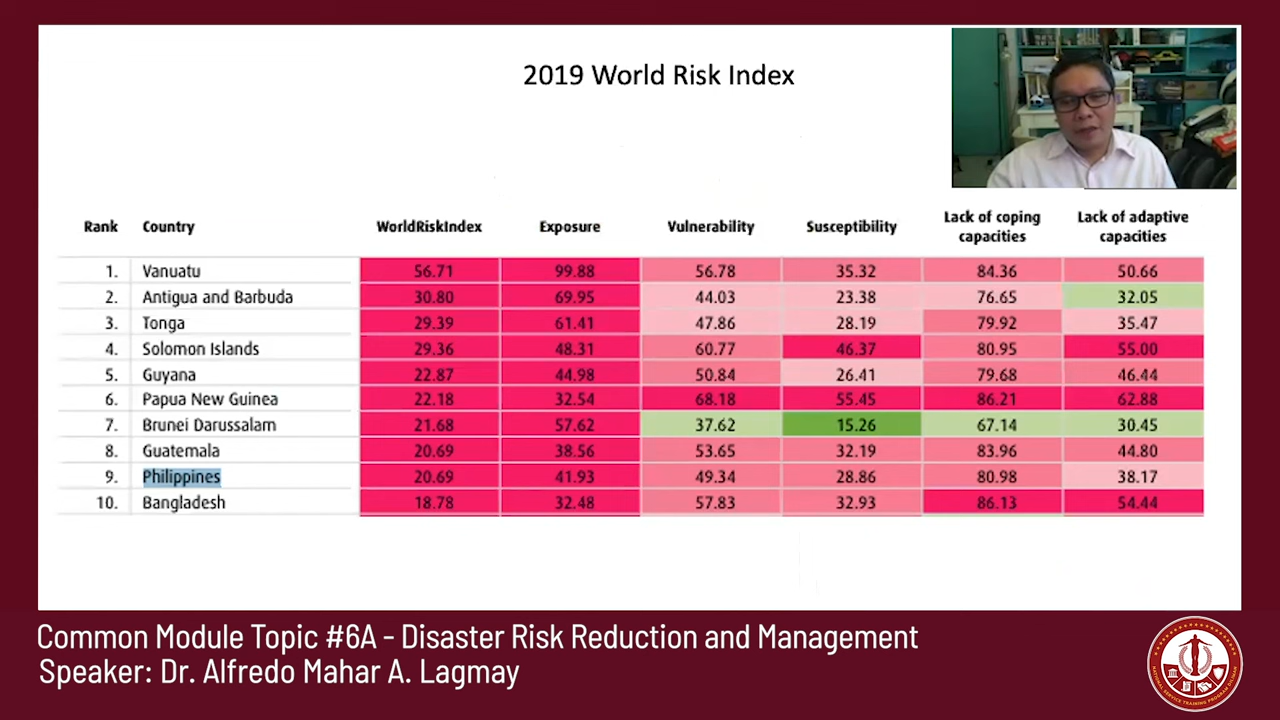 2019 World Risk Index
Rank Country WorldRiskIndex Exposure Vulnerability Susceptibility Lack of coping capacities Lack of adaptive capacities
1. Vanuatu 56.71 99.88 56.78 35.32 84.36 50.66
2. Antigua and Barbuda 30.80 69.95 44.03 23.38 76.65 32.05
3. Tonga 29.39 61.41 47.86 28.19 79.92 35.47
4. Solomon Islands 29.36 48.31 60.77 46.37 80.95 55.00
5. Guyana 22.87 44.98 50.84 26.41 79.68 46.44
6. Papua New Guinea 22.18 32.54 68.18 55.45 86.21 62.88
7. Brunei Darussalam 21.68 57.62 37.62 15.26 67.14 30.45
8. Guatemala 20.69 38.56 53.65 32.19 83.96 44.80
9. Philippines 20.69 41.93 49.34 28.86 80.98 38.17
10. Bangladesh 18.78 32.48 57.83 32.93 86.13 54.44
Common Module Topic #6A - Disaster Risk Reduction and Management
Speaker: Dr. Alfredo Mahar A. Lagmay
NATIONAL SERVICE TRAINING PROGRAM DILIMAN